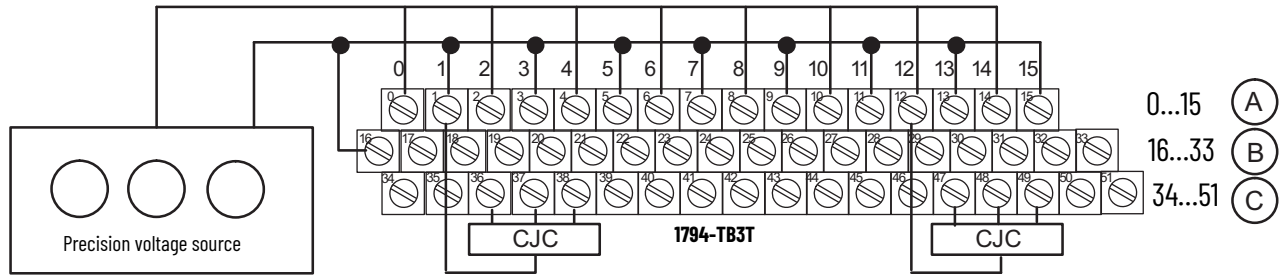 0 1 2 3 4 5 6 7 8 9 10 11 12 13 14 15
0 1 2 3 4 5 6 7 8 9 10 11 12 13 14 15
0...15 A
16 17 18 19 20 21 22 23 24 25 26 27 28 29 30 31 32 33
16...33 B
34 35 36 37 38 39 40 41 42 43 44 45 46 47 48 49 50 51
34...51 C
Precision voltage source
CJC 1794-TB3T CJC